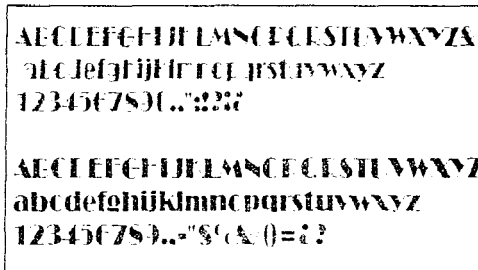 ABCDEFGHIJKLMNOPQRSTUVWXYZ&
abcdefghijklmnopqrstuvwxyz
1234567890(..":!?¿
ABCDEFGHIJKLMNOPQRSTUVWXYZ
abcdefghijklmnopqrstuvwxyz
1234567890..-"$%&/()=¿?